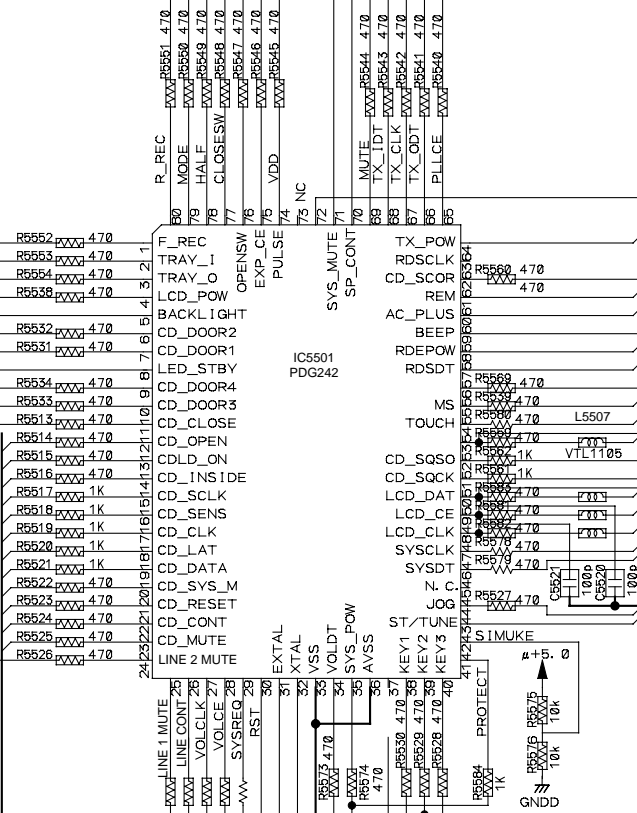 R5551 470
R5550 470
R5549 470
R5548 470
R5547 470
R5546 470
R5545 470
R5544 470
R5543 470
R5542 470
R5541 470
R5540 470
R_REC
MODE
HALF
CLOSESW
VDD
NC
MUTE
TX_IDT
TX_CLK
TX_ODT
PLLCE
80
79
78
77
76
75
74
73
72
71
70
69
68
67
66
65
OPENSW
EXP_CE
PULSE
SYS_MUTE
SP_CONT
R5552 470
R5553 470
R5554 470
R5538 470
R5532 470
R5531 470
R5534 470
R5533 470
R5513 470
R5514 470
R5515 470
R5516 470
R5517 1K
R5518 1K
R5519 1K
R5520 1K
R5521 1K
R5522 470
R5523 470
R5524 470
R5525 470
R5526 470
1
2
3
4
5
6
7
8
9
10
11
12
13
14
15
16
17
18
19
20
21
22
23
24
F_REC
TRAY_I
TRAY_O
LCD_POW
BACKLIGHT
CD_DOOR2
CD_DOOR1
LED_STBY
CD_DOOR4
CD_DOOR3
CD_CLOSE
CD_OPEN
CDLD_ON
CD_INSIDE
CD_SCLK
CD_SENS
CD_CLK
CD_LAT
CD_DATA
CD_SYS_M
CD_RESET
CD_CONT
CD_MUTE
LINE 2 MUTE
IC5501
PDG242
TX_POW
RDSCLK
CD_SCOR
REM
AC_PLUS
BEEP
RDEPOW
RDSDT
MS
TOUCH
CD_SQSO
CD_SQCK
LCD_DAT
LCD_CE
LCD_CLK
SYSCLK
SYSDT
N.C.
JOG
ST/TUNE
64
63
62
61
60
59
58
57
56
55
54
53
52
51
50
49
48
47
46
45
44
43
42
41
R5560 470
470
R5569 470
R5539 470
R5580 470
R5559 470
R5562 1K
R5561 1K
R5583 470
R5581 470
R5582 470
R5578 470
R5579 470
R5527 470
L5507
VTL1105
C5521 100p
C5520 100p
SIMUKE
μ+5.0
R5575 10k
R5576 10k
GNDD
EXTAL
XTAL
VSS
VOLDT
SYS_POW
AVSS
KEY1
KEY2
KEY3
25
26
27
28
29
30
31
32
33
34
35
36
37
38
39
40
LINE 1 MUTE
LINE CONT
VOLCLK
VOLCE
SYSREQ
RST
R5573 470
R5574 470
R5530 470
R5529 470
R5528 470
PROTECT
R5584 1K